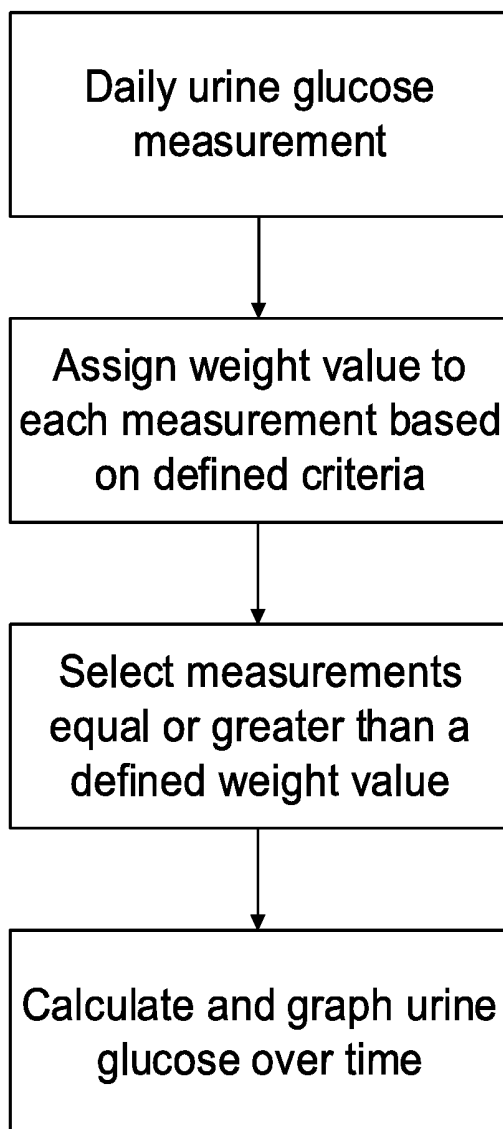 Daily urine glucose
measurement
Assign weight value to
each measurement based
on defined criteria
Select measurements
equal or greater than a
defined weight value
Calculate and graph urine
glucose over time